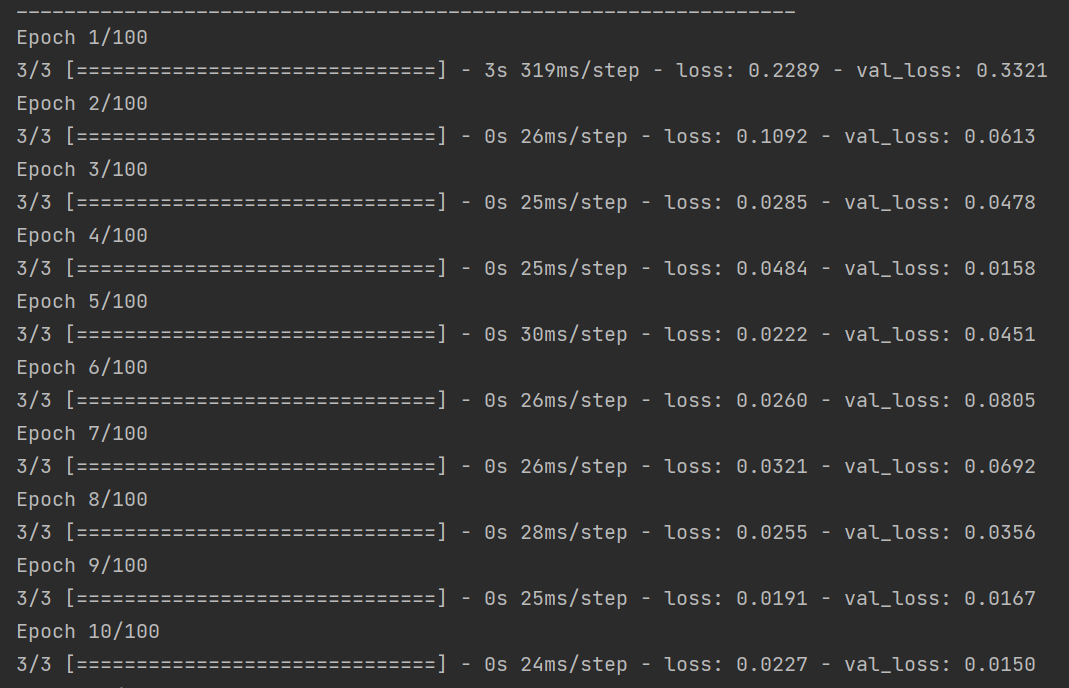 _________________________________________________________________
Epoch 1/100
3/3 [==============================] - 3s 319ms/step - loss: 0.2289 - val_loss: 0.3321
Epoch 2/100
3/3 [==============================] - 0s 26ms/step - loss: 0.1092 - val_loss: 0.0613
Epoch 3/100
3/3 [==============================] - 0s 25ms/step - loss: 0.0285 - val_loss: 0.0478
Epoch 4/100
3/3 [==============================] - 0s 25ms/step - loss: 0.0484 - val_loss: 0.0158
Epoch 5/100
3/3 [==============================] - 0s 30ms/step - loss: 0.0222 - val_loss: 0.0451
Epoch 6/100
3/3 [==============================] - 0s 26ms/step - loss: 0.0260 - val_loss: 0.0805
Epoch 7/100
3/3 [==============================] - 0s 26ms/step - loss: 0.0321 - val_loss: 0.0692
Epoch 8/100
3/3 [==============================] - 0s 28ms/step - loss: 0.0255 - val_loss: 0.0356
Epoch 9/100
3/3 [==============================] - 0s 25ms/step - loss: 0.0191 - val_loss: 0.0167
Epoch 10/100
3/3 [==============================] - 0s 24ms/step - loss: 0.0227 - val_loss: 0.0150